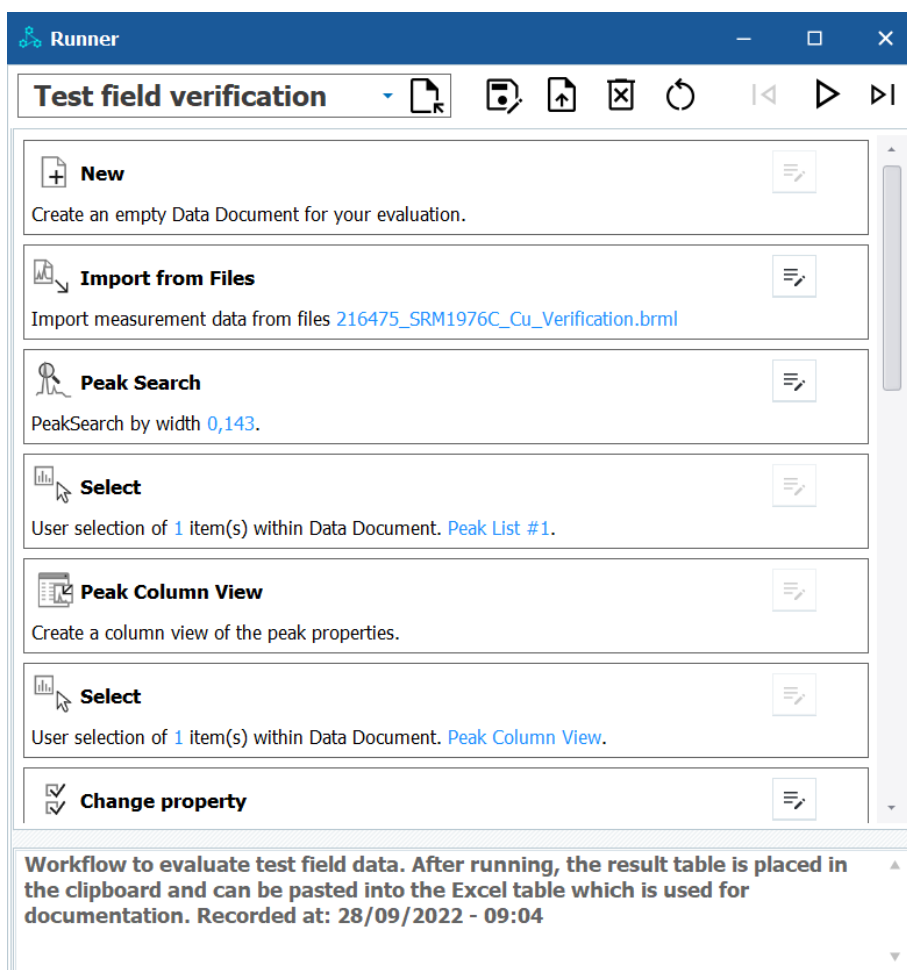 Runner
Test field verification
New
Create an empty Data Document for your evaluation.
Import from Files
Import measurement data from files 216475_SRM1976C_Cu_Verification.brml
Peak Search
PeakSearch by width 0,143.
Select
User selection of 1 item(s) within Data Document. Peak List #1.
Peak Column View
Create a column view of the peak properties.
Select
User selection of 1 item(s) within Data Document. Peak Column View.
Change property
Workflow to evaluate test field data. After running, the result table is placed in
the clipboard and can be pasted into the Excel table which is used for
documentation. Recorded at: 28/09/2022 - 09:04